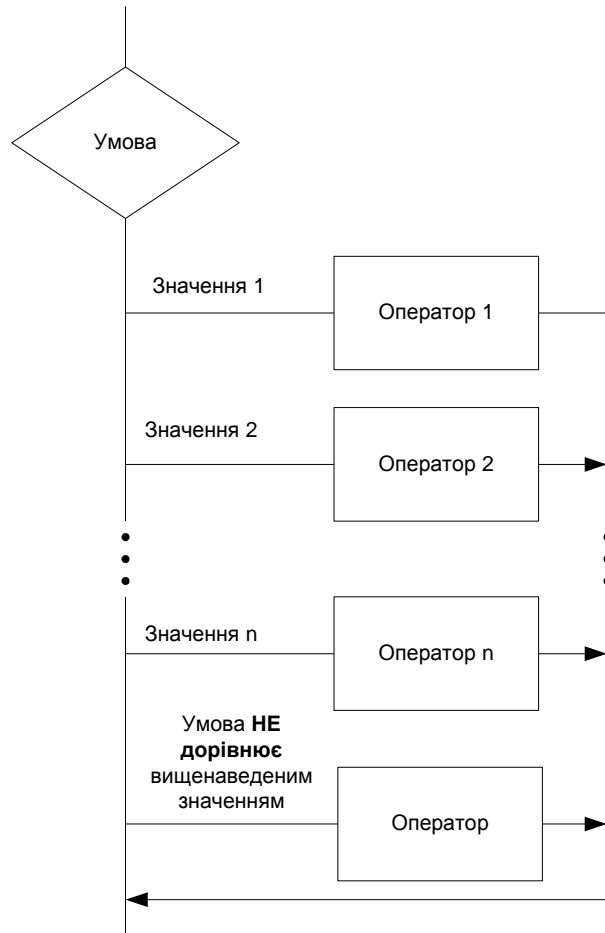 Умова
Значення 1
Оператор 1
Значення 2
Оператор 2
Значення n
Оператор n
Умова НЕ
дорівнює
вищенаведеним
значенням
Оператор